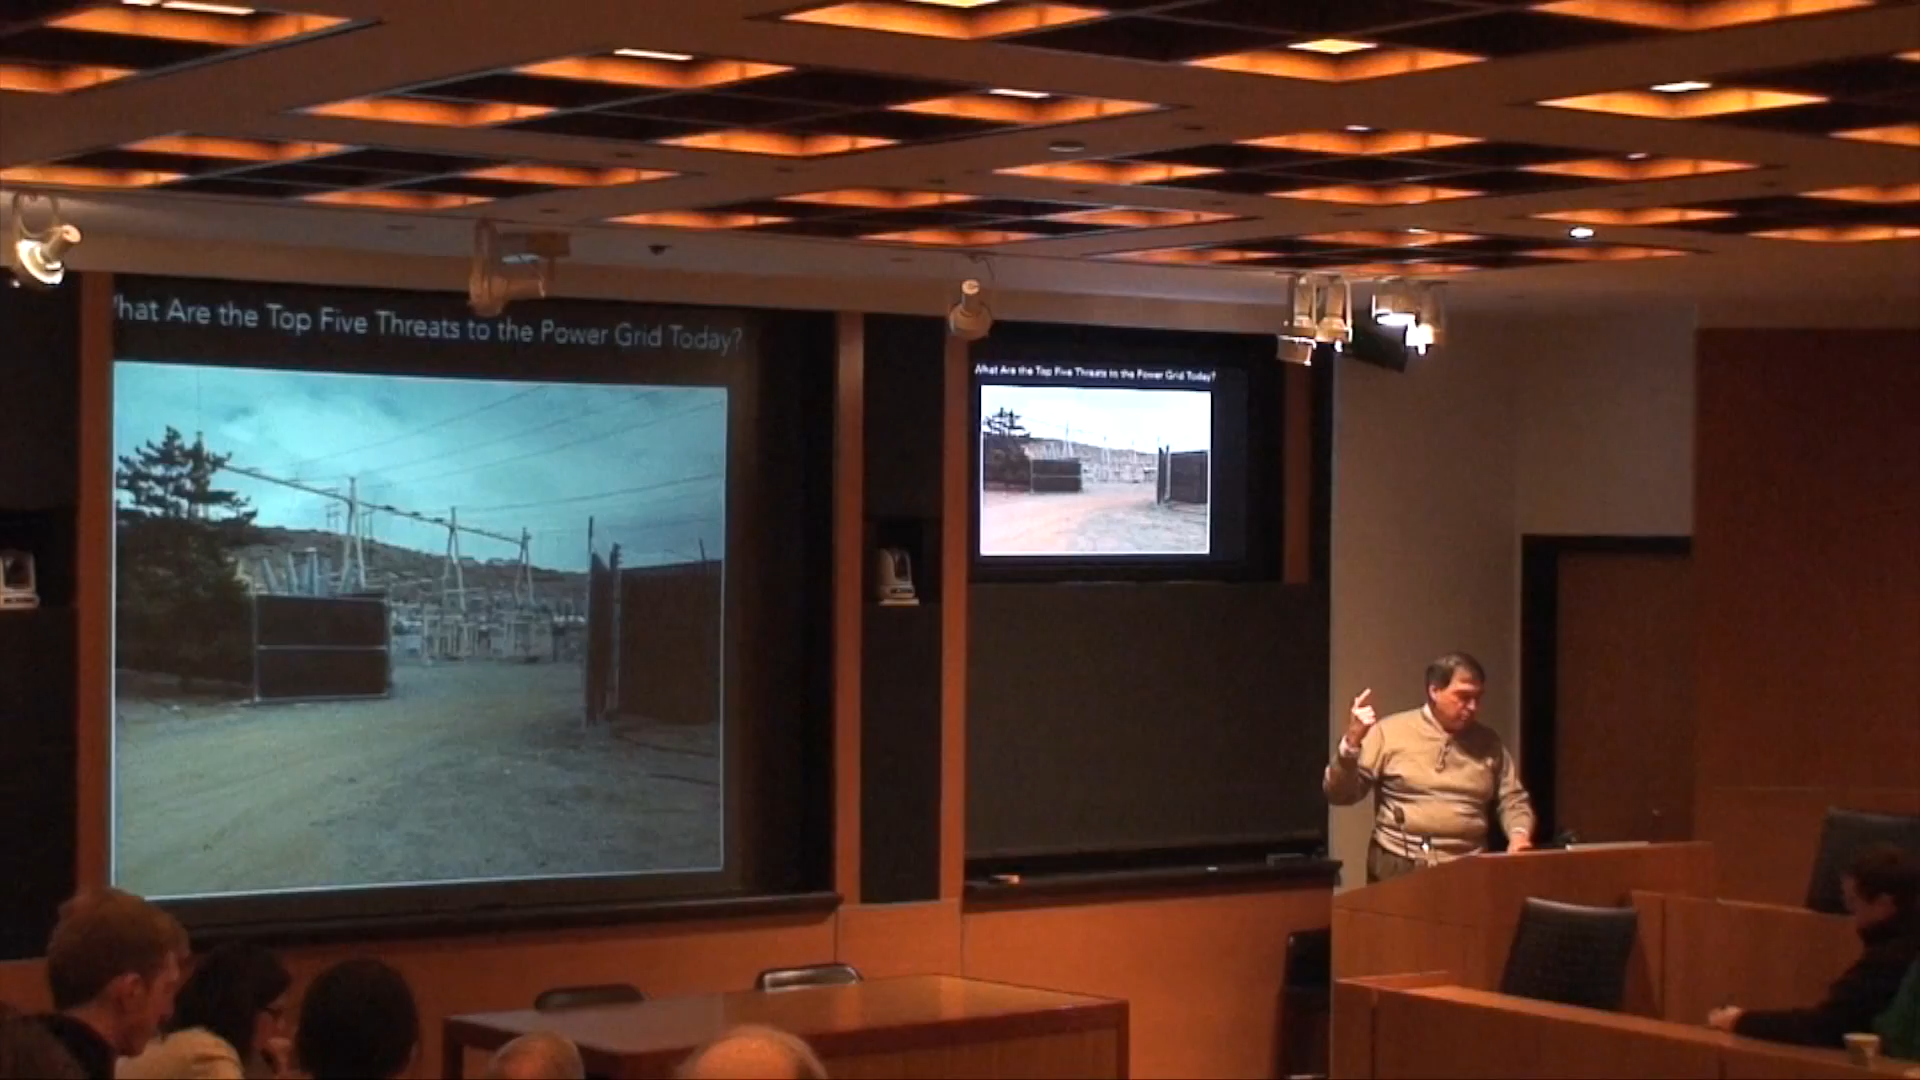 hat Are the Top Five Threats to the Power Grid Today?
What Are the Top Five Threats to the Power Grid Today?